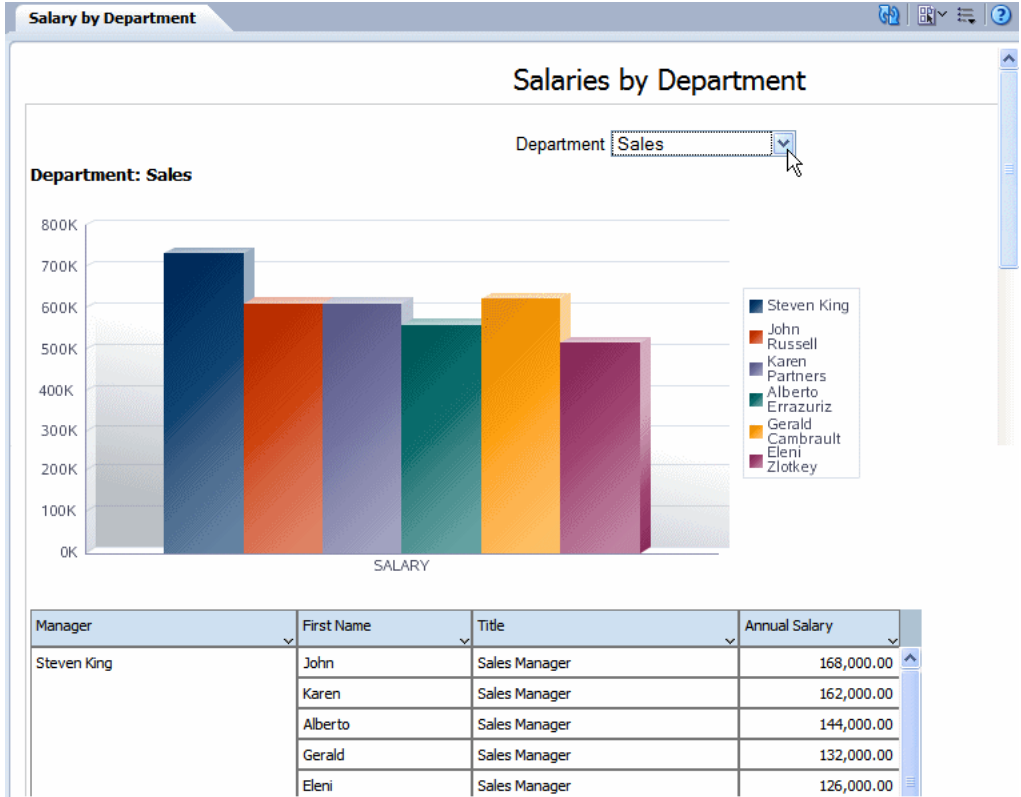 Salary by Department
Salaries by Department
Department Sales
Department: Sales
800K
700K
600K
500K
400K
300K
200K
100K
0K
SALARY
Steven King
John
Russell
Karen
Partners
Alberto
Errazuriz
Gerald
Cambrault
Eleni
Zlotkey
Manager First Name Title Annual Salary
Steven King John Sales Manager 168,000.00
Karen Sales Manager 162,000.00
Alberto Sales Manager 144,000.00
Gerald Sales Manager 132,000.00
Eleni Sales Manager 126,000.00